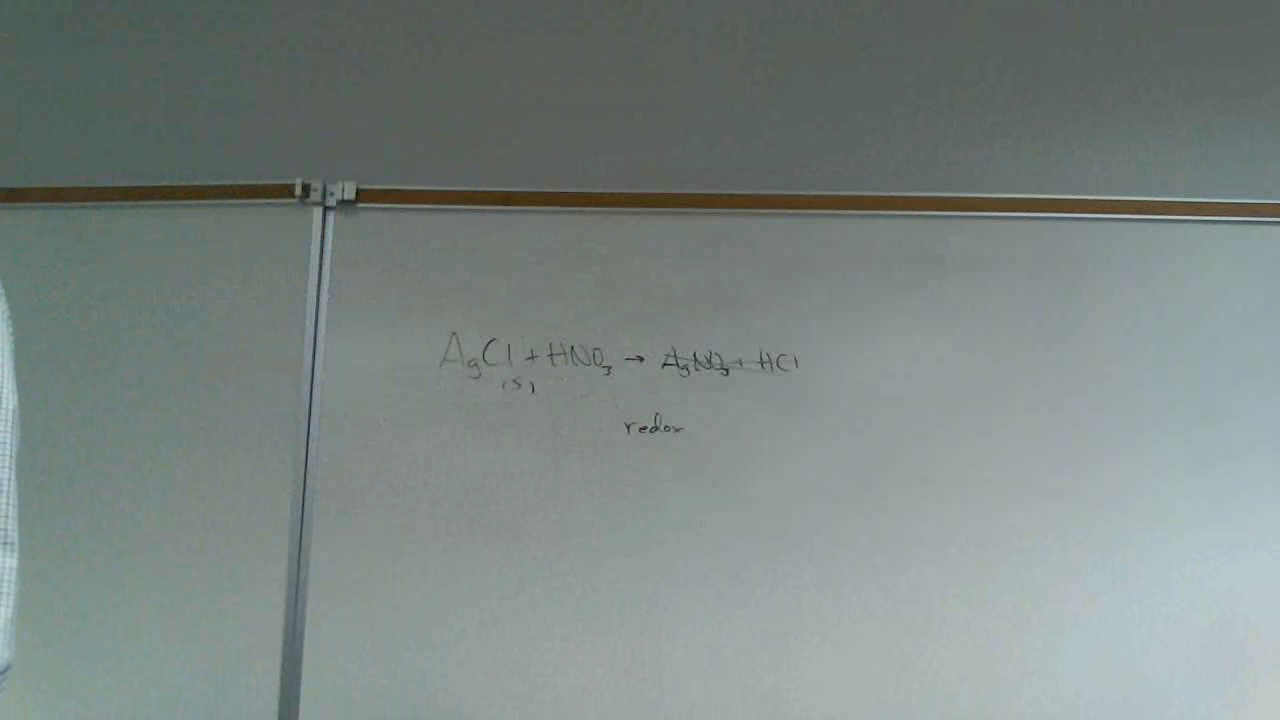 AgCl + HNO₃ → AgNO₃ + HCl
(s)
redox